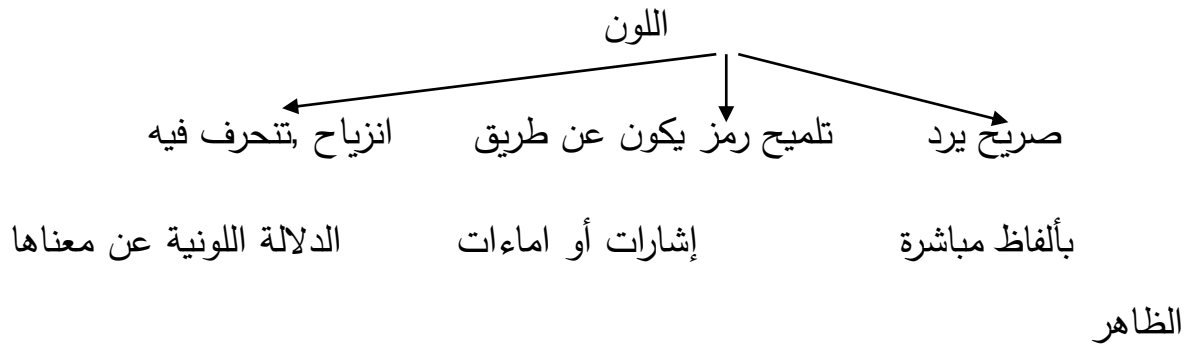 اللون
صريح يرد تلميح رمز يكون عن طريق انزياح ,تنحرف فيه
بألفاظ مباشرة إشارات أو اماءات الدلالة اللونية عن معناها
الظاهر